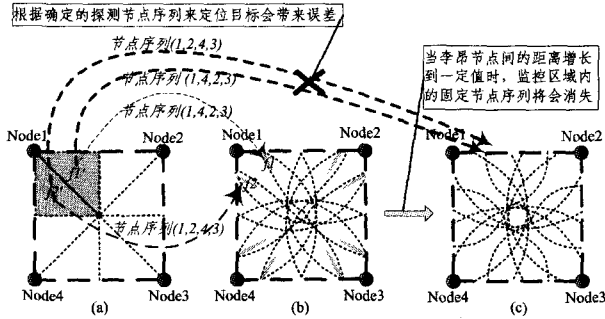 根据确定的探测节点序列来定位目标会带来误差
节点序列(1,2,4,3)
节点序列(1,4,2,3)
节点序列(1,4,2,3)
当李昂节点间的距离增长
到一定值时，监控区域内
的固定节点序列将会消失
Node1
Node2
Node1
Node2
Node1
Node2
f1'
f1
f2
节点序列(1,2,4,3)
Node4
Node3
Node4
Node3
Node4
Node3
(a)
(b)
(c)